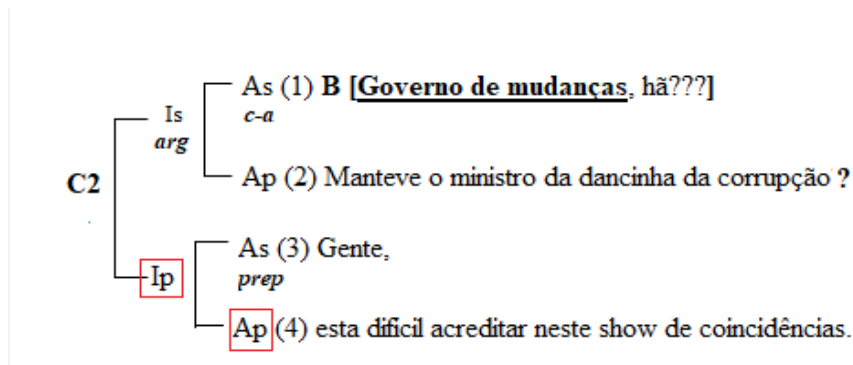 As (1) B [Governo de mudanças, hã???]
Is
c-a
arg
C2
Ap (2) Manteve o ministro da dancinha da corrupção ?
As (3) Gente,
Ip
prep
Ap (4) esta difícil acreditar neste show de coincidências.